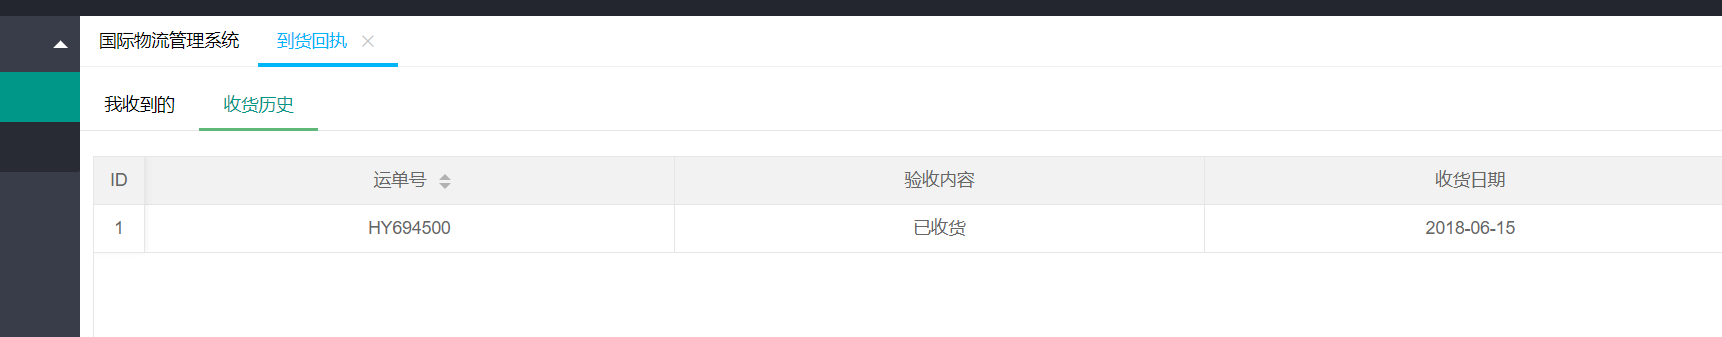 国际物流管理系统 到货回执
我收到的 收货历史
ID 运单号 验收内容 收货日期
1 HY694500 已收货 2018-06-15